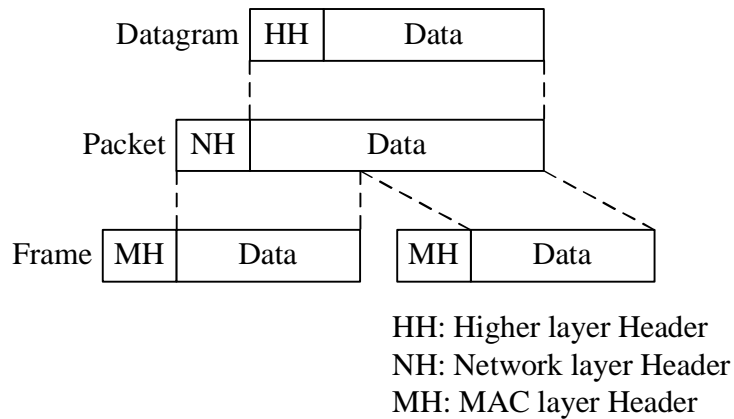 Datagram HH Data
Packet NH Data
Frame MH Data MH Data
HH: Higher layer Header
NH: Network layer Header
MH: MAC layer Header